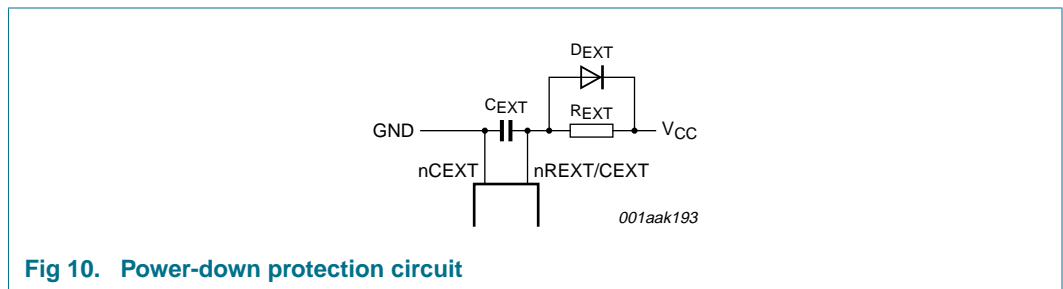 DEXT
CEXT
REXT
GND
VCC
nCEXT
nREXT/CEXT
001aak193
Fig 10. Power-down protection circuit